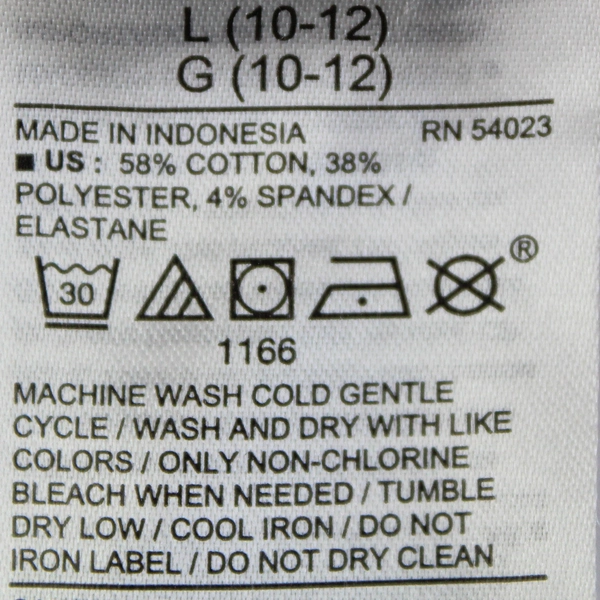 L (10-12)
G (10-12)
MADE IN INDONESIA RN 54023
■ US : 58% COTTON, 38%
POLYESTER, 4% SPANDEX /
ELASTANE
30 ®
1166
MACHINE WASH COLD GENTLE
CYCLE / WASH AND DRY WITH LIKE
COLORS / ONLY NON-CHLORINE
BLEACH WHEN NEEDED / TUMBLE
DRY LOW / COOL IRON / DO NOT
IRON LABEL / DO NOT DRY CLEAN